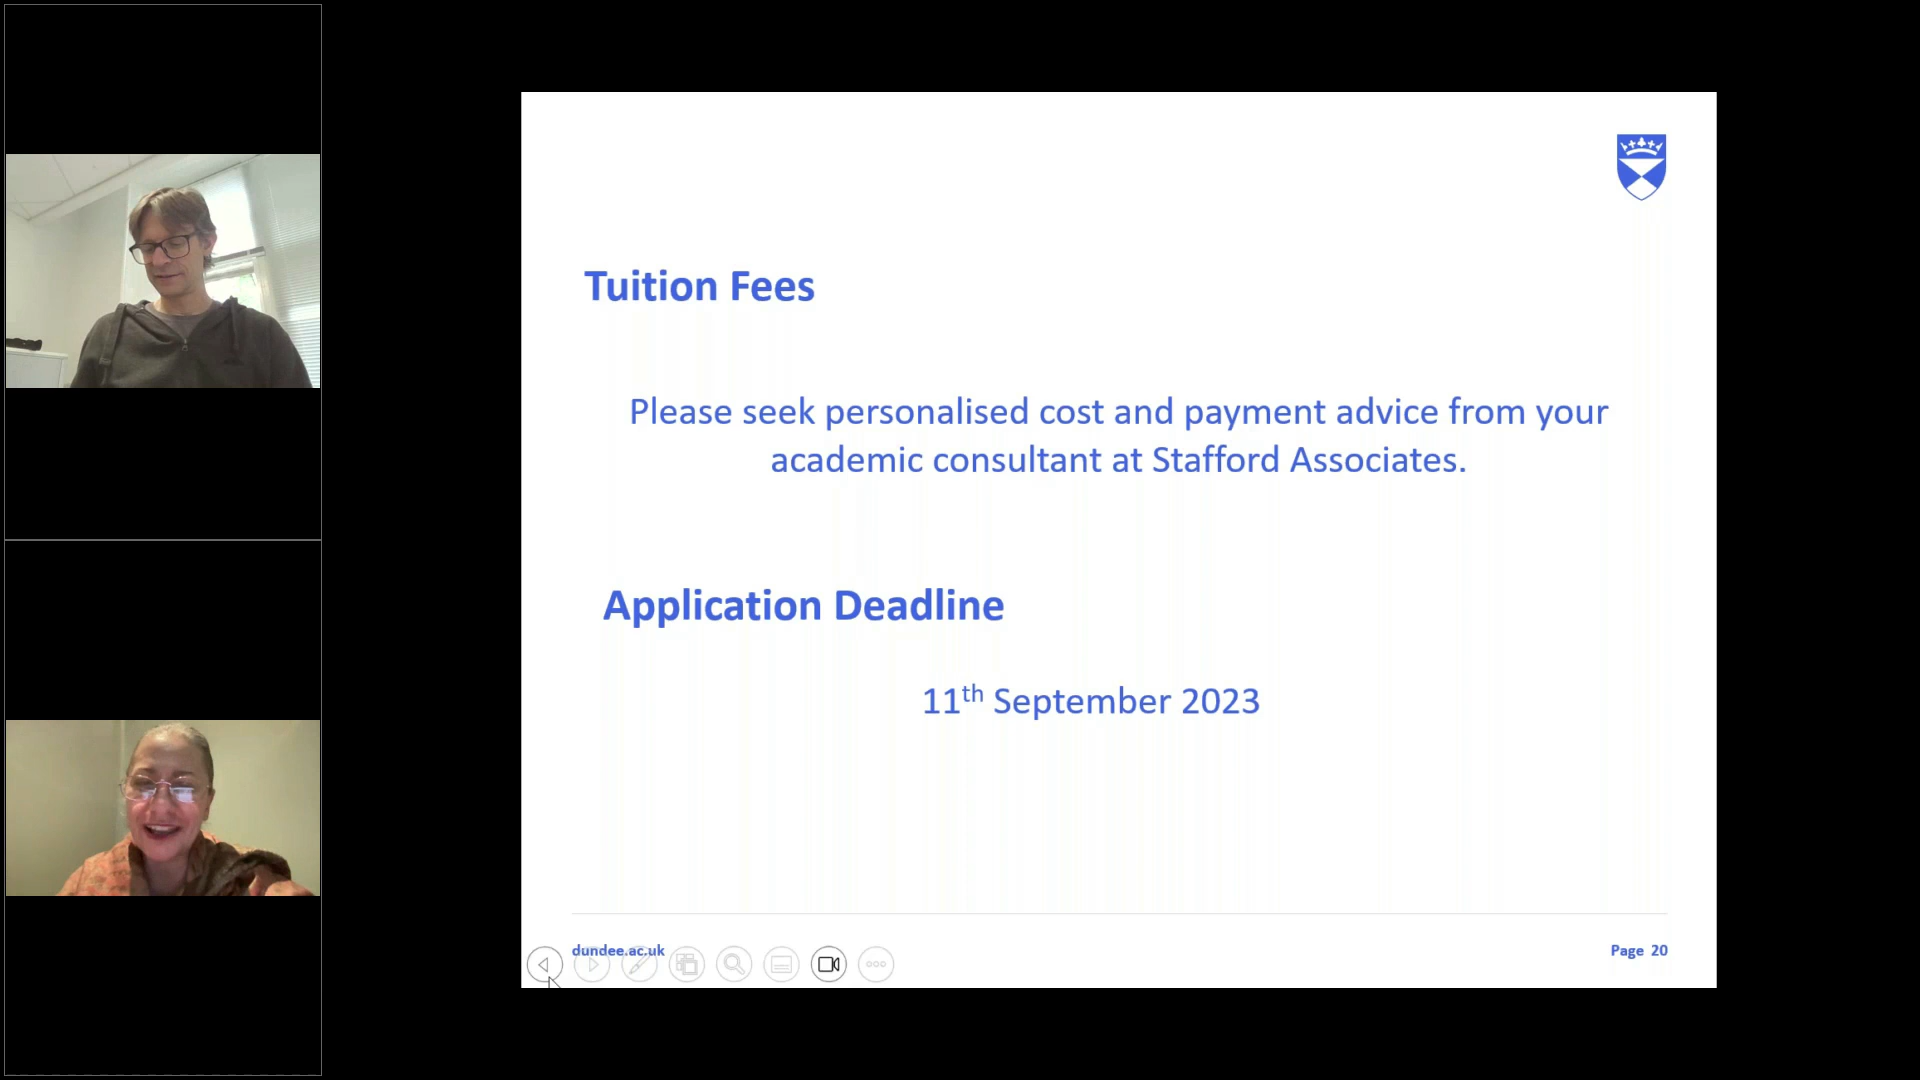 Tuition Fees
Please seek personalised cost and payment advice from your
academic consultant at Stafford Associates.
Application Deadline
11th September 2023
dundee.ac.uk
Page 20